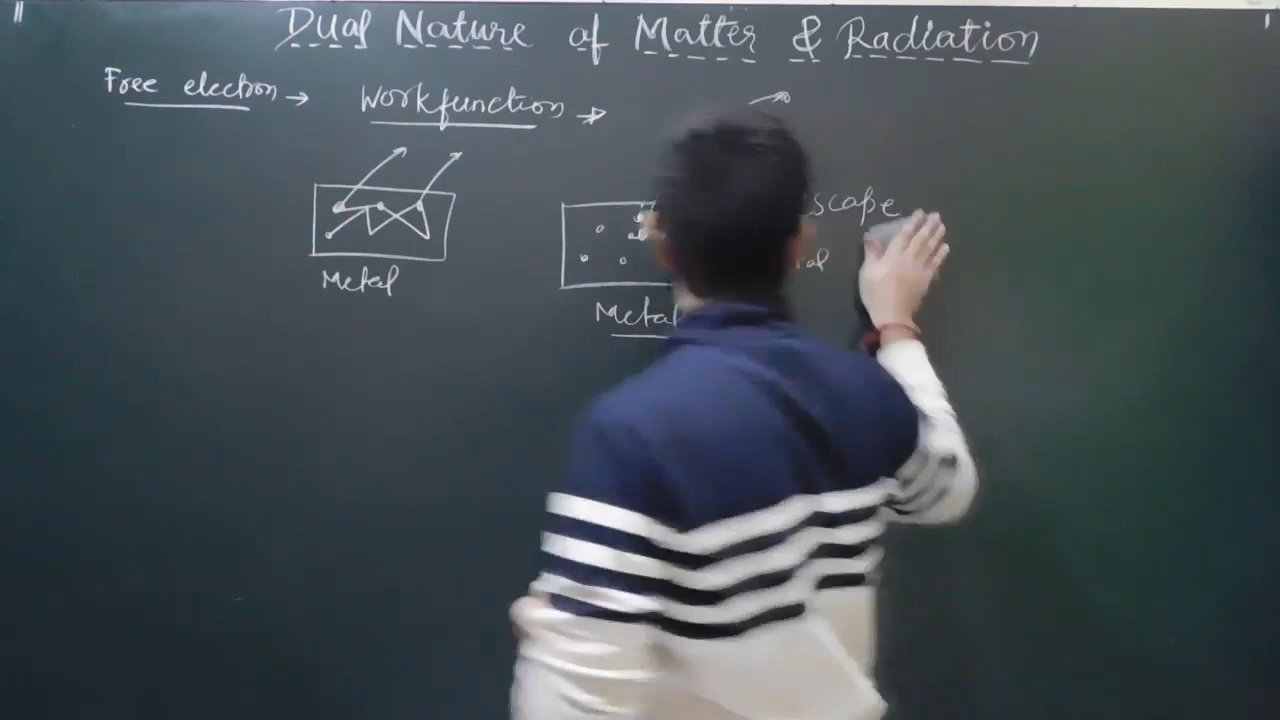 Dual Nature of Matter & Radiation
Free electron → Workfunction →
scape
Metal
Metal